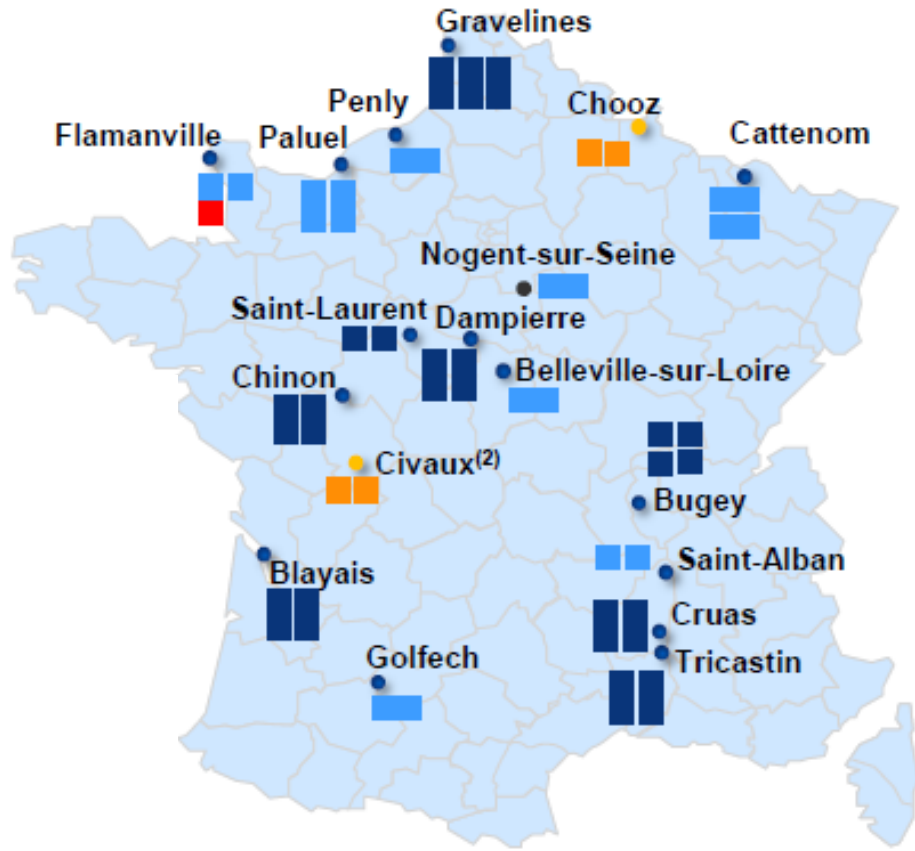 Gravelines
Penly
Chooz
Flamanville
Paluel
Cattenom
Nogent-sur-Seine
Saint-Laurent
Dampierre
Chinon
Belleville-sur-Loire
Civaux(2)
Bugey
Saint-Alban
Blayais
Cruas
Golfech
Tricastin